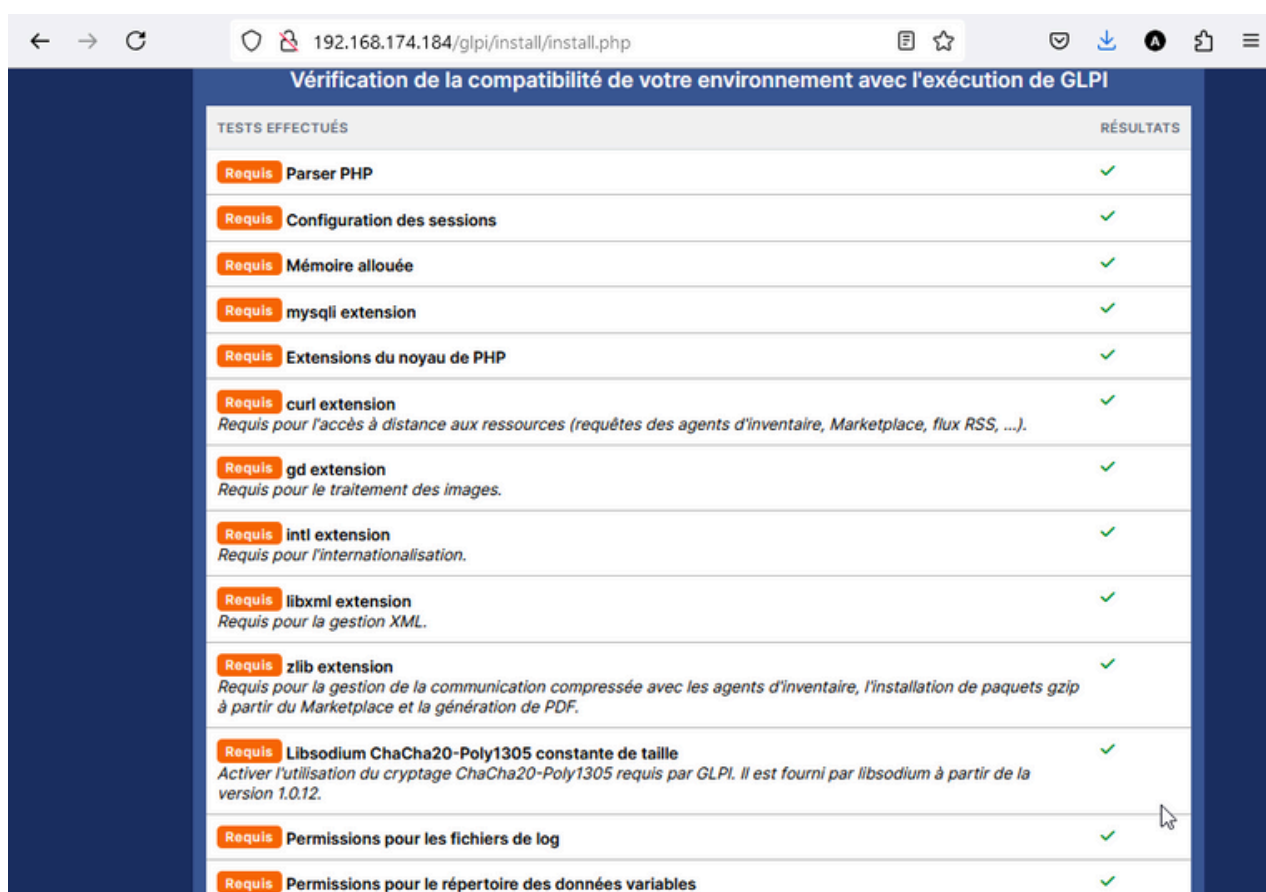 192.168.174.184/glpi/install/install.php
Vérification de la compatibilité de votre environnement avec l'exécution de GLPI
TESTS EFFECTUÉS RÉSULTATS
Requis Parser PHP
Requis Configuration des sessions
Requis Mémoire allouée
Requis mysqli extension
Requis Extensions du noyau de PHP
Requis curl extension
Requis pour l'accès à distance aux ressources (requêtes des agents d'inventaire, Marketplace, flux RSS, ...).
Requis gd extension
Requis pour le traitement des images.
Requis intl extension
Requis pour l'internationalisation.
Requis libxml extension
Requis pour la gestion XML.
Requis zlib extension
Requis pour la gestion de la communication compressée avec les agents d'inventaire, l'installation de paquets gzip
à partir du Marketplace et la génération de PDF.
Requis Libsodium ChaCha20-Poly1305 constante de taille
Activer l'utilisation du cryptage ChaCha20-Poly1305 requis par GLPI. Il est fourni par libsodium à partir de la
version 1.0.12.
Requis Permissions pour les fichiers de log
Requis Permissions pour le répertoire des données variables